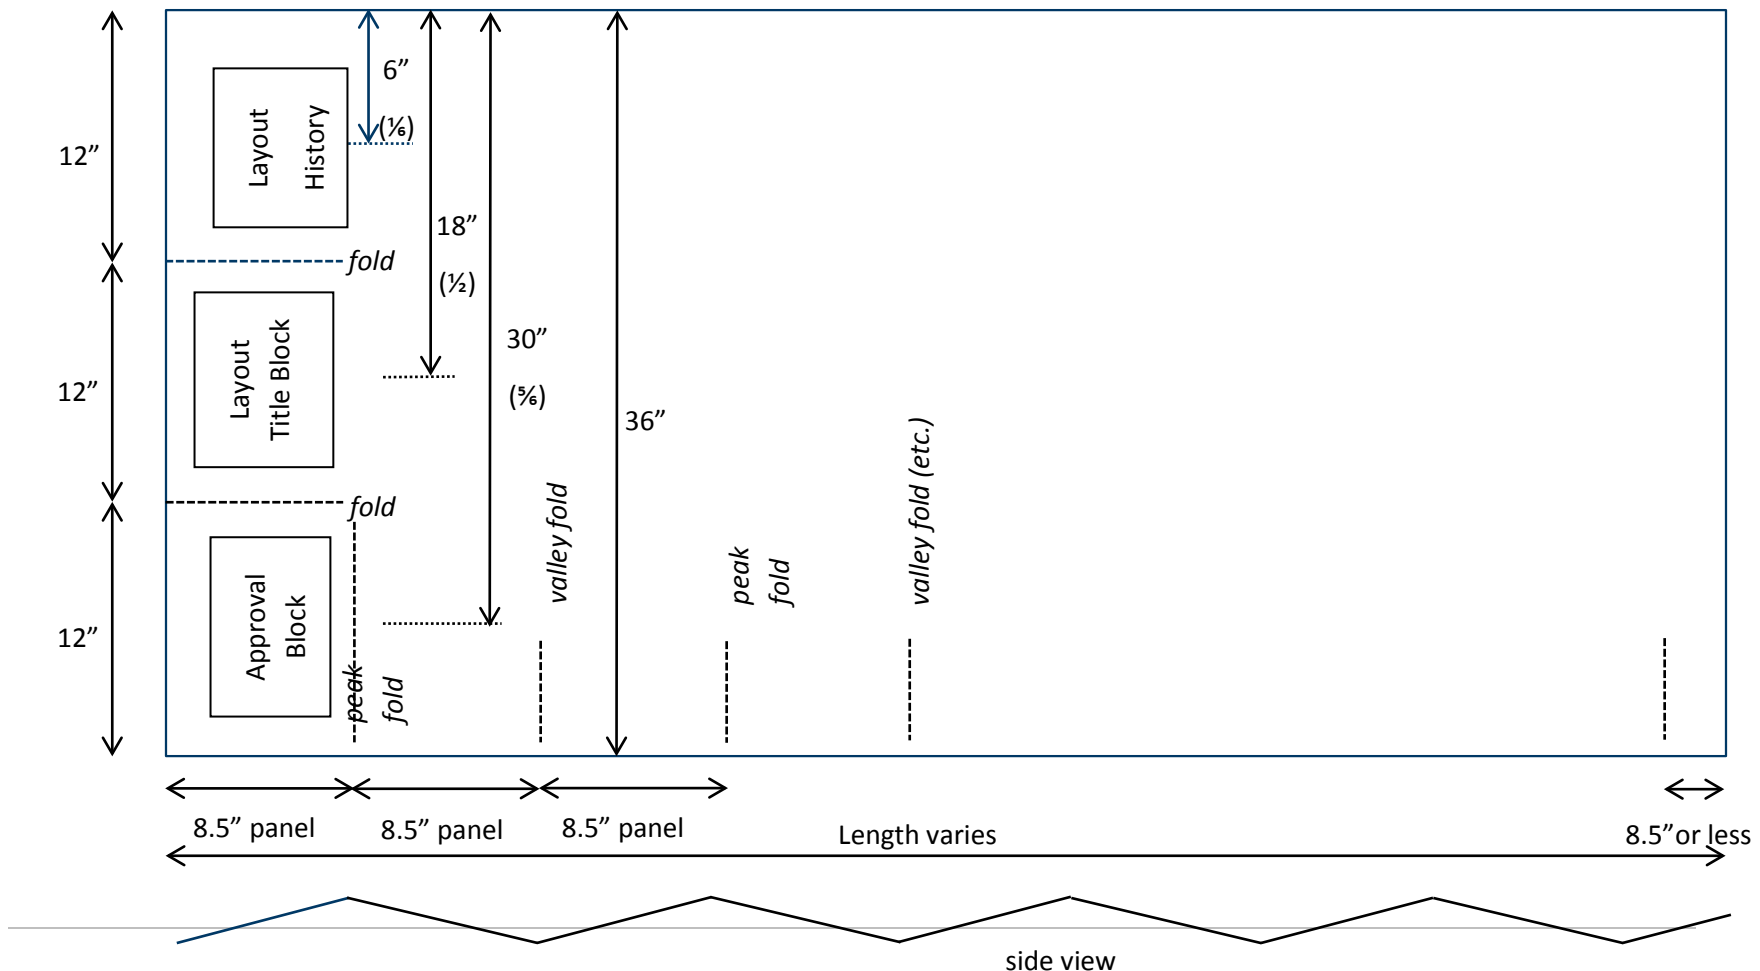 6”
(⅙)
Layout
History
12”
18”
(½)
fold
30”
(⅚)
Layout
Title Block
12”
36”
valley fold (etc.)
fold
valley fold
peak
fold
Approval
Block
12”
peak
fold
8.5” panel
8.5” panel
8.5” panel
Length varies
8.5”or less
side view